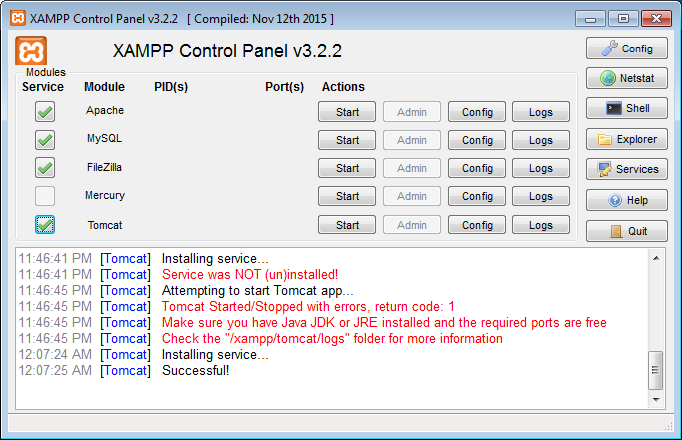 XAMPP Control Panel v3.2.2 [ Compiled: Nov 12th 2015 ]
XAMPP Control Panel v3.2.2
Config
Modules
Service Module PID(s) Port(s) Actions
Netstat
Apache Start Admin Config Logs
Shell
MySQL Start Admin Config Logs
Explorer
FileZilla Start Admin Config Logs
Services
Mercury Start Admin Config Logs
Help
Tomcat Start Admin Config Logs
Quit
11:46:41 PM [Tomcat] Installing service...
11:46:41 PM [Tomcat] Service was NOT (un)installed!
11:46:45 PM [Tomcat] Attempting to start Tomcat app...
11:46:45 PM [Tomcat] Tomcat Started/Stopped with errors, return code: 1
11:46:45 PM [Tomcat] Make sure you have Java JDK or JRE installed and the required ports are free
11:46:45 PM [Tomcat] Check the "/xampp/tomcat/logs" folder for more information
12:07:24 AM [Tomcat] Installing service...
12:07:25 AM [Tomcat] Successful!